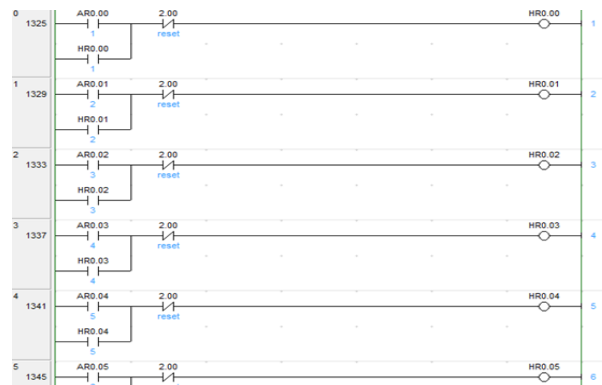 0 AR0.00 2.00 HR0.00
1325 1 reset 1
HR0.00
1
1 AR0.01 2.00 HR0.01
1329 2 reset 2
HR0.01
2
2 AR0.02 2.00 HR0.02
1333 3 reset 3
HR0.02
3
3 AR0.03 2.00 HR0.03
1337 4 reset 4
HR0.03
4
4 AR0.04 2.00 HR0.04
1341 5 reset 5
HR0.04
5
5 AR0.05 2.00 HR0.05
1345 6